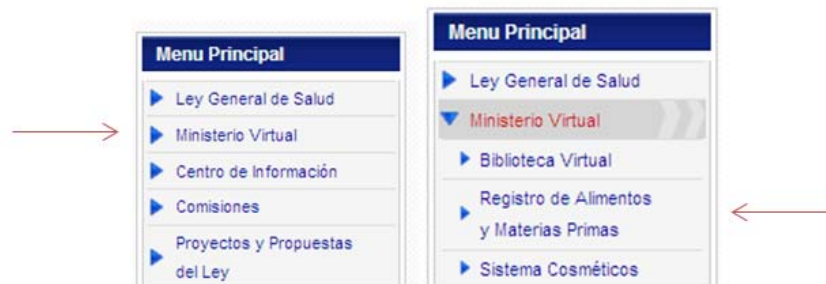 Menu Principal
Ley General de Salud
Ministerio Virtual
Centro de Información
Comisiones
Proyectos y Propuestas
del Ley
Menu Principal
Ley General de Salud
Ministerio Virtual
Biblioteca Virtual
Registro de Alimentos
y Materias Primas
Sistema Cosméticos